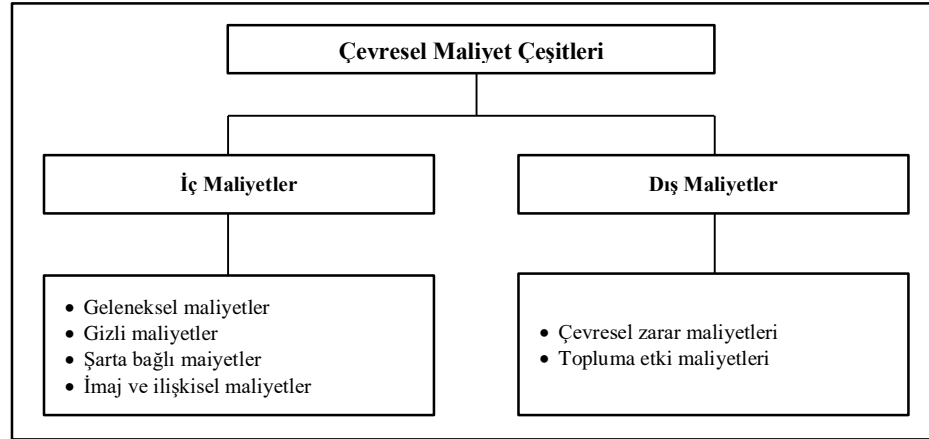 Çevresel Maliyet Çeşitleri
İç Maliyetler
Dış Maliyetler
• Geleneksel maliyetler
• Gizli maliyetler
• Şarta bağlı maiyetler
• İmaj ve ilişkisel maliyetler
• Çevresel zarar maliyetleri
• Topluma etki maliyetleri